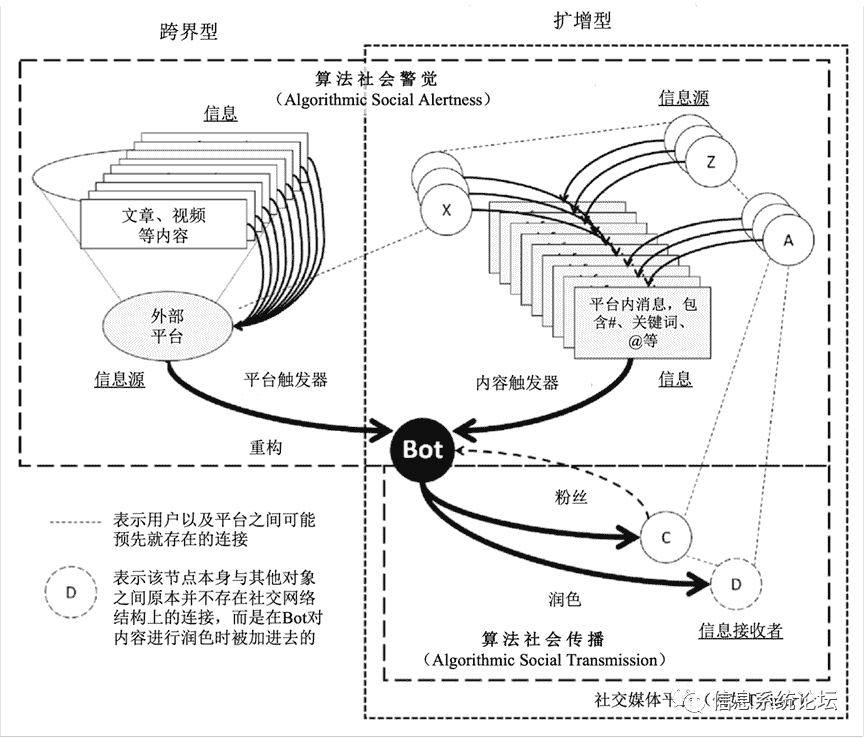 跨界型
扩增型
算法社会警觉
（Algorithmic Social Alertness）
信息
信息源
Z
X
A
文章、视频
等内容
平台内消息，包
含#、关键词、
@等
外部
平台
信息源
平台触发器
内容触发器
信息
重构
Bot
粉丝
C
D
润色
信息接收者
表示用户以及平台之间可能
预先就存在的连接
D
表示该节点本身与其他对象
之间原本并不存在社交网络
结构上的连接，而是在Bot对
内容进行润色时被加进去的
算法社会传播
（Algorithmic Social Transmission）
社交媒体平
信息系统论坛